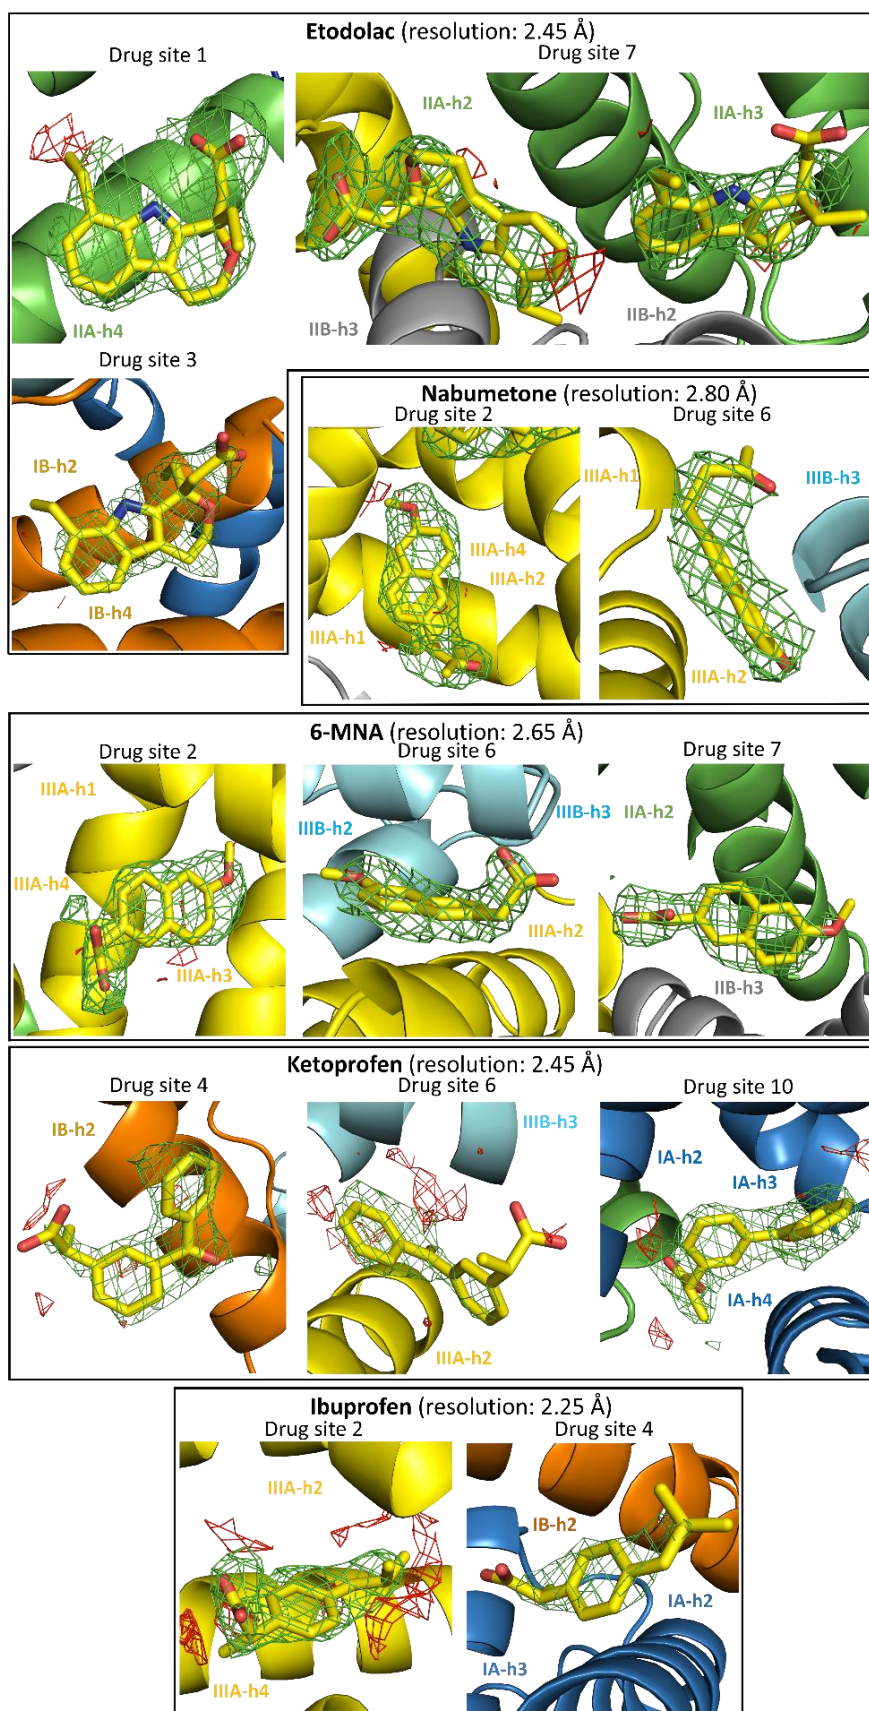 Etodolac (resolution: 2.45 Å)
Drug site 1
Drug site 7
IIA-h2
IIA-h3
IIA-h4
IIB-h3
IIB-h2
Drug site 3
IB-h2
IB-h4
Nabumetone (resolution: 2.80 Å)
Drug site 2
Drug site 6
IIIA-h1
IIIB-h3
IIIA-h4
IIIA-h2
IIIA-h1
IIIA-h2
6-MNA (resolution: 2.65 Å)
Drug site 2
Drug site 6
Drug site 7
IIIA-h1
IIIB-h2
IIIB-h3
IIA-h2
IIIA-h4
IIIA-h3
IIIA-h2
IIB-h3
Ketoprofen (resolution: 2.45 Å)
Drug site 4
Drug site 6
Drug site 10
IB-h2
IIIB-h3
IA-h2
IA-h3
IIIA-h2
IA-h4
Ibuprofen (resolution: 2.25 Å)
Drug site 2
Drug site 4
IIIA-h2
IB-h2
IA-h2
IIIA-h4
IA-h3